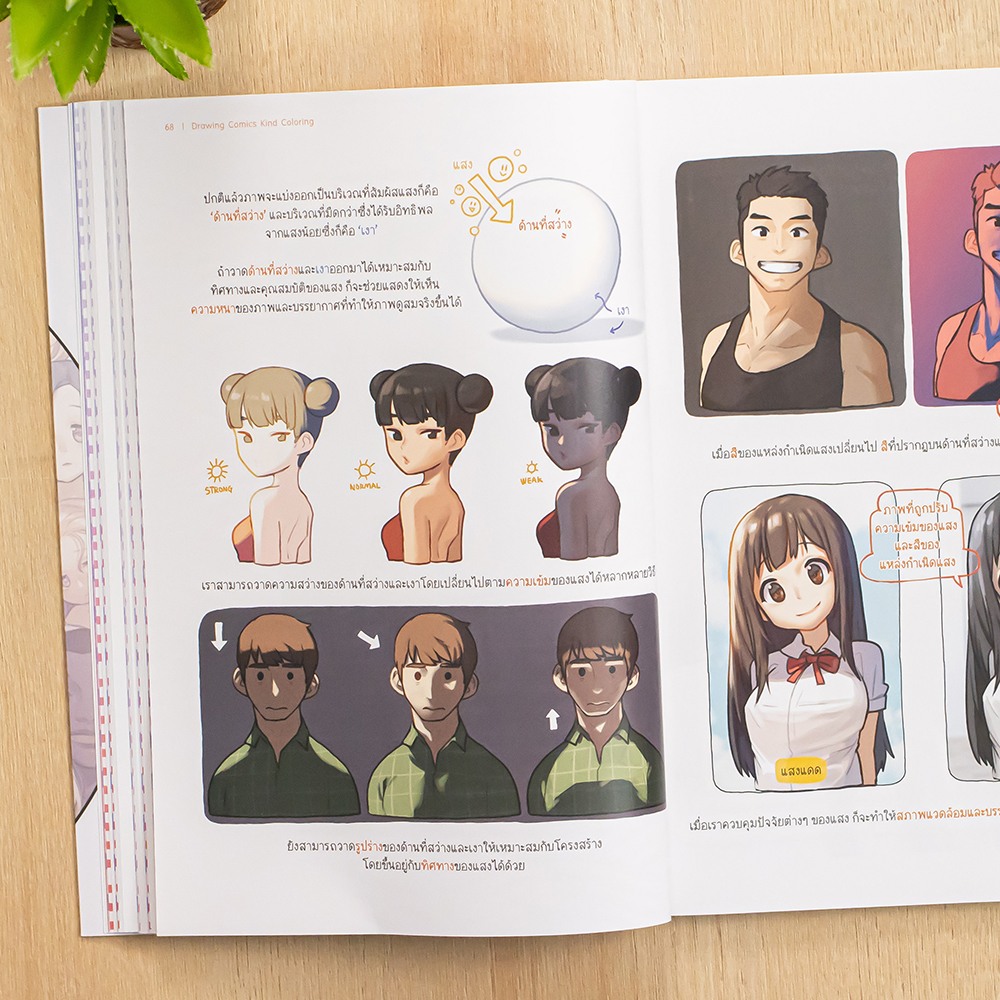 68 | Drawing Comics Kind Coloring
ปกติแล้วภาพจะแบ่งออกเป็นบริเวณที่สัมผัสแสงก็คือ
'ด้านที่สว่าง' และบริเวณที่มืดกว่าซึ่งได้รับอิทธิพล
จากแสงน้อยซึ่งก็คือ 'เงา'
ถ้าวาดด้านที่สว่างและเงาออกมาได้เหมาะสมกับ
ทิศทางและคุณสมบัติของแสง ก็จะช่วยแสดงให้เห็น
ความหนาของภาพและบรรยากาศที่ทำให้ภาพดูสมจริงขึ้นได้
แสง
"ด้านที่สว่าง"
เงา
STRONG
NORMAL
WEAK
เราสามารถวาดความสว่างของด้านที่สว่างและเงาโดยเปลี่ยนไปตามความเข้มของแสงได้หลากหลายวิธี
ยังสามารถวาดรูปร่างของด้านที่สว่างและเงาให้เหมาะสมกับโครงสร้าง
โดยขึ้นอยู่กับทิศทางของแสงได้ด้วย
เมื่อสีของแหล่งกำเนิดแสงเปลี่ยนไป สีที่ปรากฏบนด้านที่สว่างแ
ภาพที่ถูกปรับ
ความเข้มของแสง
และสีของ
แหล่งกำเนิดแสง
แสงแดด
เมื่อเราควบคุมปัจจัยต่างๆ ของแสง ก็จะทำให้สภาพแวดล้อมและบรร